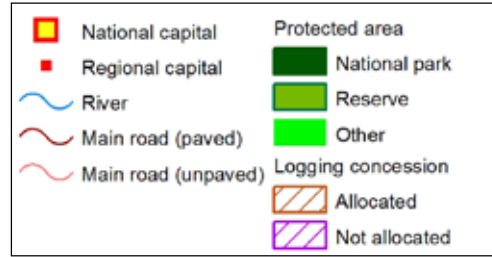 National capital
Regional capital
River
Main road (paved)
Main road (unpaved)
Protected area
National park
Reserve
Other
Logging concession
Allocated
Not allocated